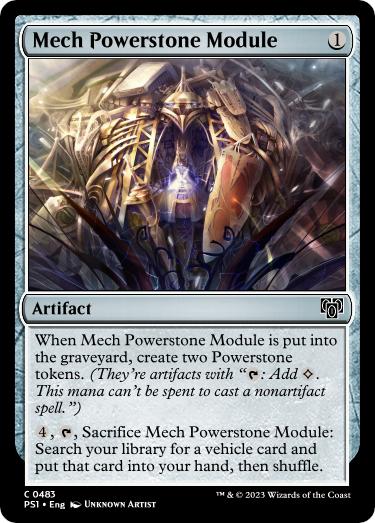 Mech Powerstone Module 1
Artifact
When Mech Powerstone Module is put into
the graveyard, create two Powerstone
tokens. (They're artifacts with “: Add .
This mana can't be spent to cast a nonartifact
spell.”)
4, , Sacrifice Mech Powerstone Module:
Search your library for a vehicle card and
put that card into your hand, then shuffle.
C 0483
PS1 • Eng Unknown Artist
™ & © 2023 Wizards of the Coast